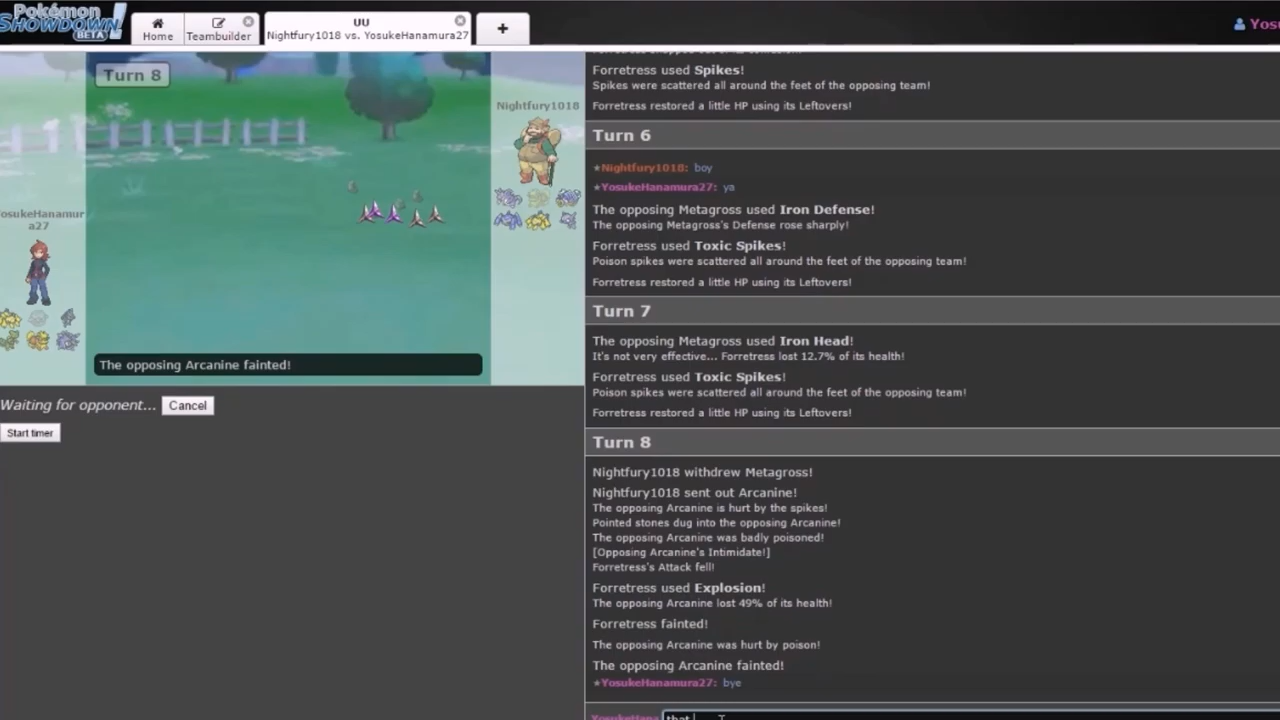 Pokémon
SHOWDOWN!
BETA
Home
Teambuilder
UU
Nightfury1018 vs. YosukeHanamura27
+
Yos
Turn 8
Nightfury1018
osukeHanamur
a27
The opposing Arcanine fainted!
Waiting for opponent...
Cancel
Start timer
Forretress used Spikes!
Spikes were scattered all around the feet of the opposing team!
Forretress restored a little HP using its Leftovers!
Turn 6
★Nightfury1018: boy
★YosukeHanamura27: ya
The opposing Metagross used Iron Defense!
The opposing Metagross's Defense rose sharply!
Forretress used Toxic Spikes!
Poison spikes were scattered all around the feet of the opposing team!
Forretress restored a little HP using its Leftovers!
Turn 7
The opposing Metagross used Iron Head!
It's not very effective... Forretress lost 12.7% of its health!
Forretress used Toxic Spikes!
Poison spikes were scattered all around the feet of the opposing team!
Forretress restored a little HP using its Leftovers!
Turn 8
Nightfury1018 withdrew Metagross!
Nightfury1018 sent out Arcanine!
The opposing Arcanine is hurt by the spikes!
Pointed stones dug into the opposing Arcanine!
The opposing Arcanine was badly poisoned!
[Opposing Arcanine's Intimidate!]
Forretress's Attack fell!
Forretress used Explosion!
The opposing Arcanine lost 49% of its health!
Forretress fainted!
The opposing Arcanine was hurt by poison!
The opposing Arcanine fainted!
★YosukeHanamura27: bye
YosukeHana
that